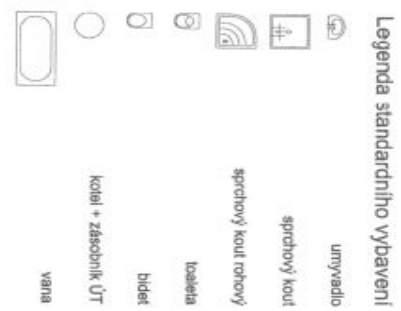 Legenda standardního vybavení
umyvadlo
sprchový kout
sprchový kout rohový
toaleta
bidet
kotel + zásobník ÚT
vana